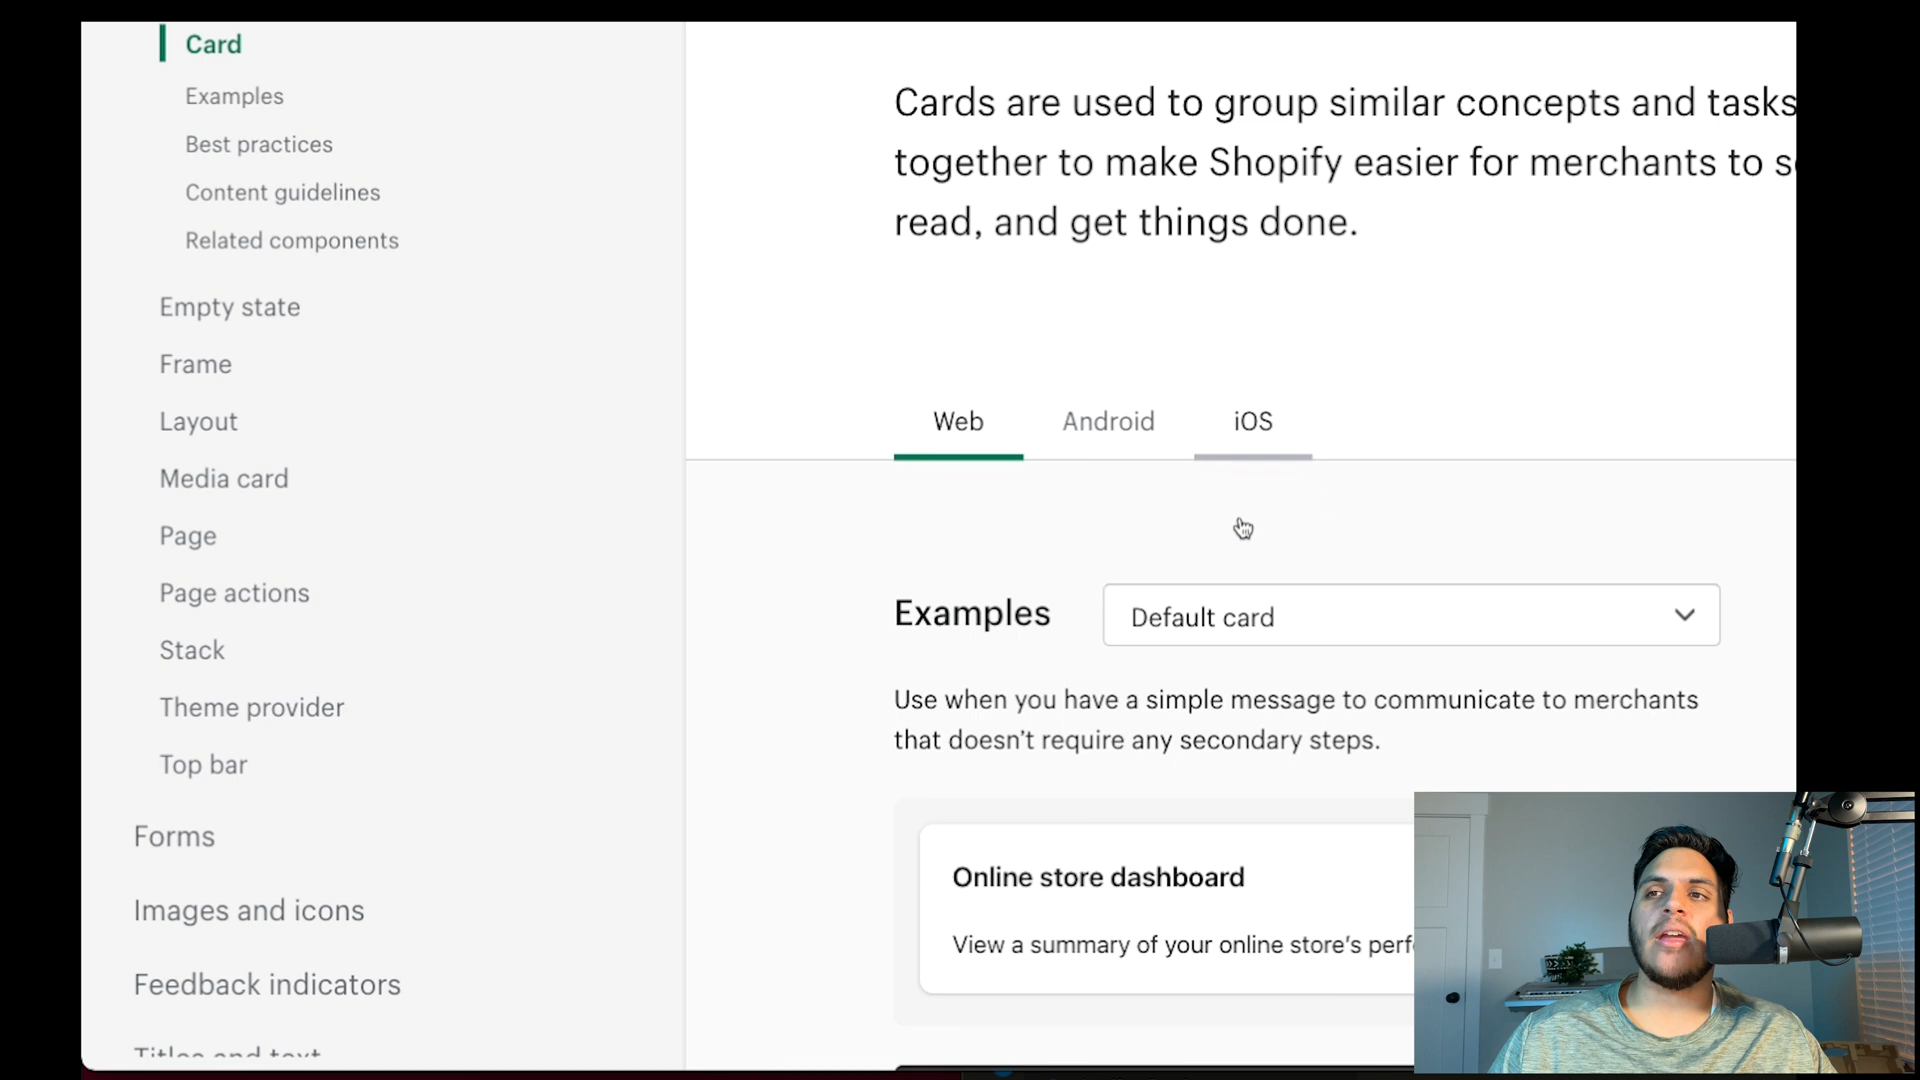 Card
Examples
Best practices
Content guidelines
Related components
Empty state
Frame
Layout
Media card
Page
Page actions
Stack
Theme provider
Top bar
Forms
Images and icons
Feedback indicators
Titles and text
Cards are used to group similar concepts and tasks
together to make Shopify easier for merchants to
read, and get things done.
Web Android iOS
Examples Default card
Use when you have a simple message to communicate to merchants
that doesn't require any secondary steps.
Online store dashboard
View a summary of your online store's